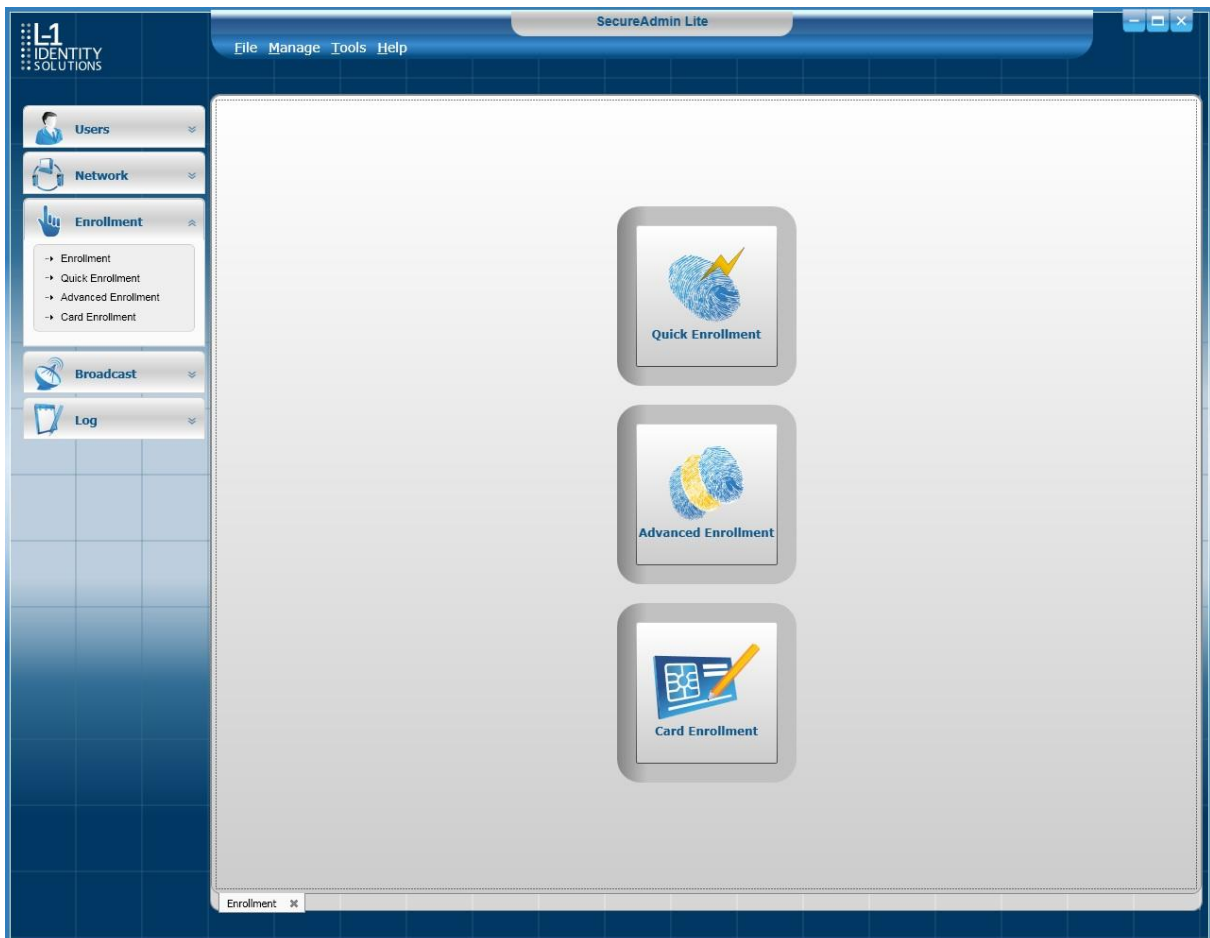 SecureAdmin Lite
L-1
IDENTITY
SOLUTIONS
File Manage Tools Help
Users
Network
Enrollment
Enrollment
Quick Enrollment
Advanced Enrollment
Card Enrollment
Broadcast
Log
Quick Enrollment
Advanced Enrollment
Card Enrollment
Enrollment